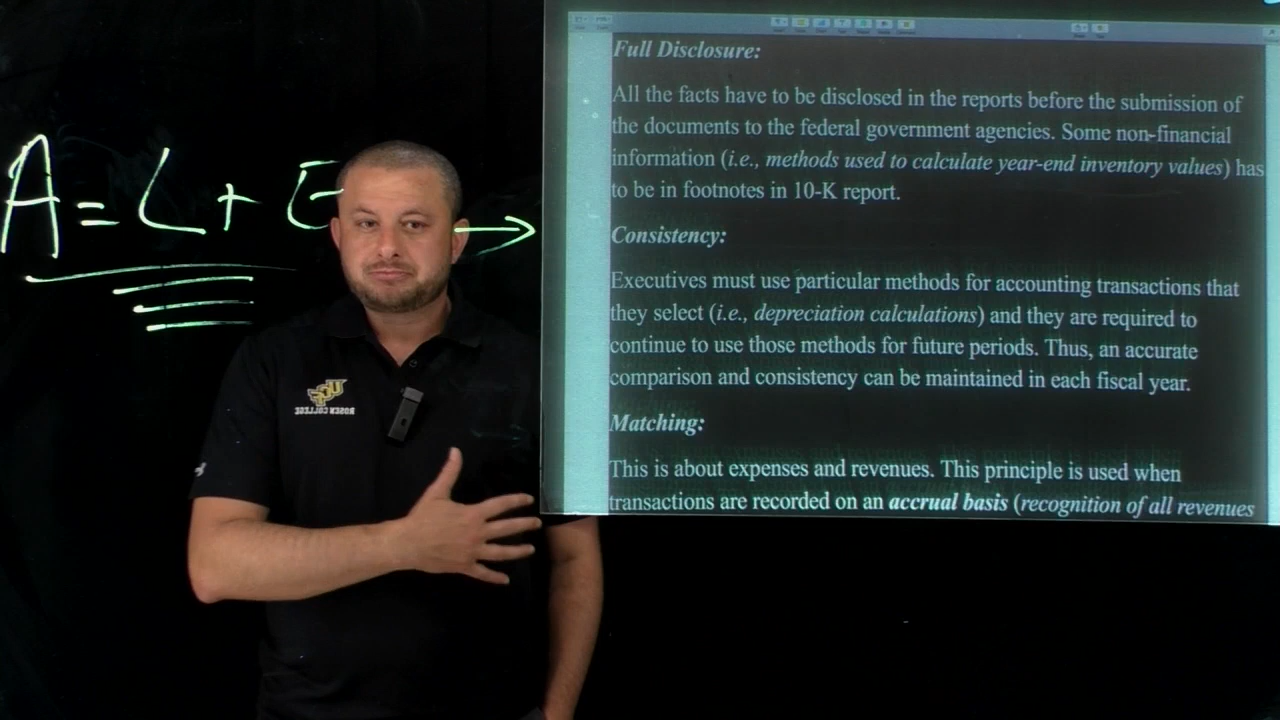 A = L + E →
UCF
ROSEN COLLEGE
Full Disclosure:
All the facts have to be disclosed in the reports before the submission of
the documents to the federal government agencies. Some non-financial
information (i.e., methods used to calculate year-end inventory values) has
to be in footnotes in 10-K report.
Consistency:
Executives must use particular methods for accounting transactions that
they select (i.e., depreciation calculations) and they are required to
continue to use those methods for future periods. Thus, an accurate
comparison and consistency can be maintained in each fiscal year.
Matching:
This is about expenses and revenues. This principle is used when
transactions are recorded on an accrual basis (recognition of all revenues